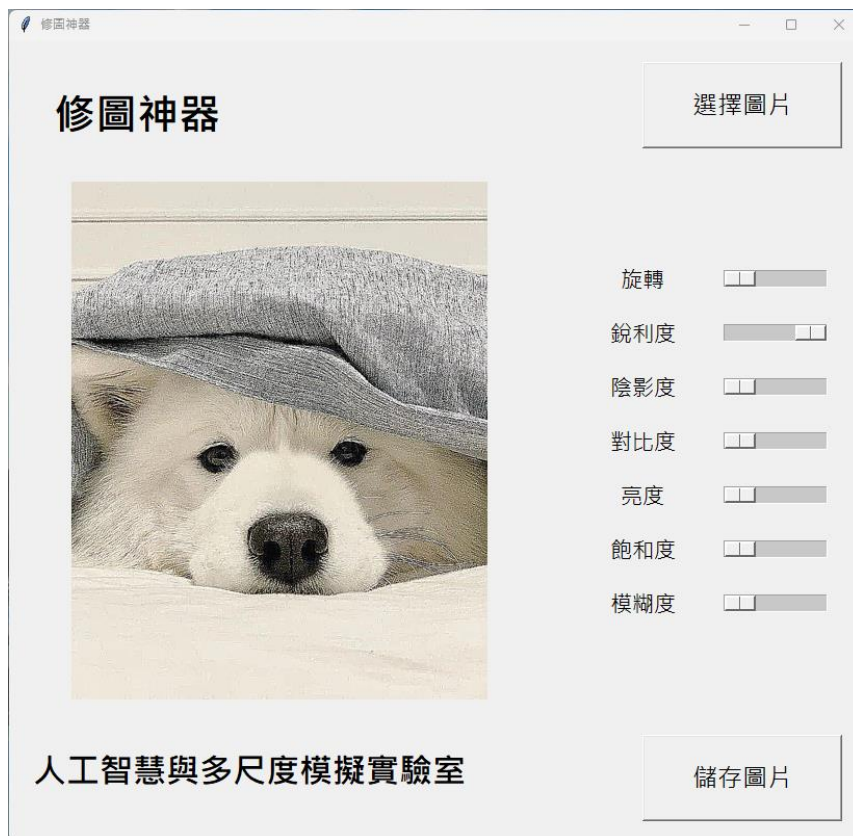 修圖神器
修圖神器
選擇圖片
旋轉
銳利度
陰影度
對比度
亮度
飽和度
模糊度
人工智慧與多尺度模擬實驗室
儲存圖片